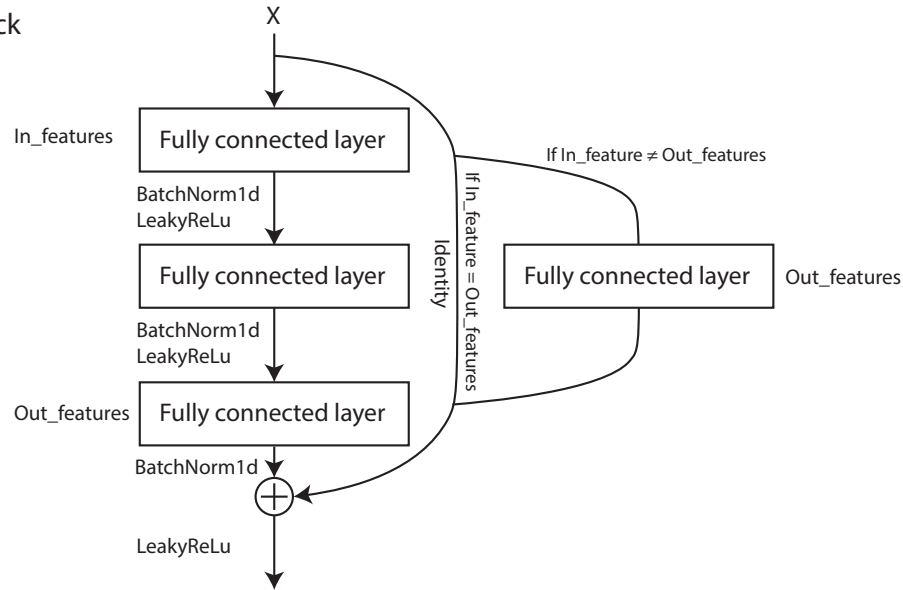 X
In_features
Fully connected layer
If In_feature ≠ Out_features
BatchNorm1d
LeakyReLu
If In_feature = Out_features
Identity
Fully connected layer
Fully connected layer
Out_features
BatchNorm1d
LeakyReLu
Out_features
Fully connected layer
BatchNorm1d
LeakyReLu